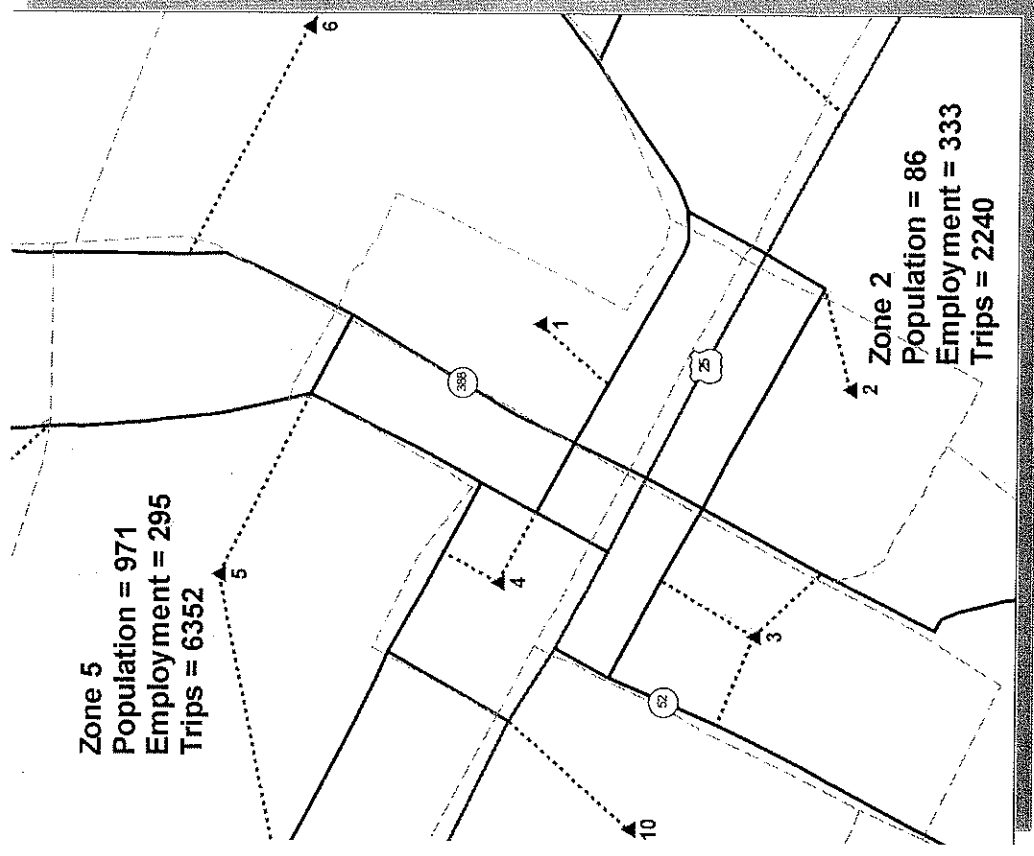 Zone 5
Population = 971
Employment = 295
Trips = 6352
Zone 2
Population = 86
Employment = 333
Trips = 2240
6
1
5
4
2
3
10
388
25
52